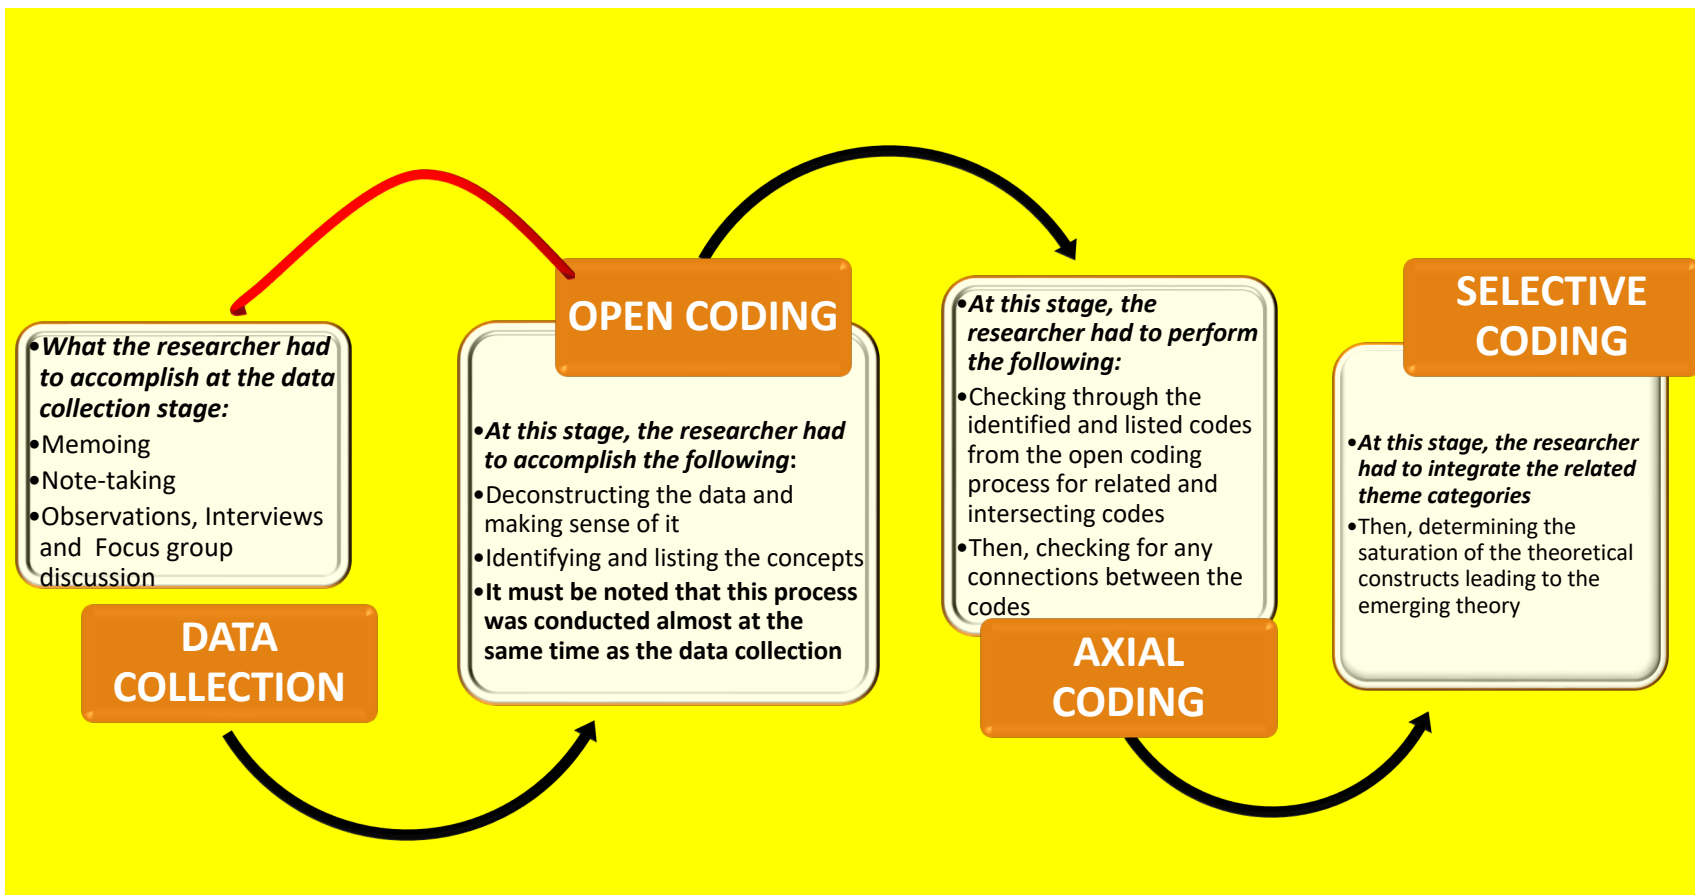 •What the researcher had
to accomplish at the data
collection stage:
•Memoing
•Note-taking
•Observations, Interviews
and Focus group
discussion
DATA
COLLECTION
OPEN CODING
•At this stage, the researcher had
to accomplish the following:
•Deconstructing the data and
making sense of it
•Identifying and listing the concepts
•It must be noted that this process
was conducted almost at the
same time as the data collection
•At this stage, the
researcher had to perform
the following:
•Checking through the
identified and listed codes
from the open coding
process for related and
intersecting codes
•Then, checking for any
connections between the
codes
AXIAL
CODING
SELECTIVE
CODING
•At this stage, the researcher
had to integrate the related
theme categories
•Then, determining the
saturation of the theoretical
constructs leading to the
emerging theory